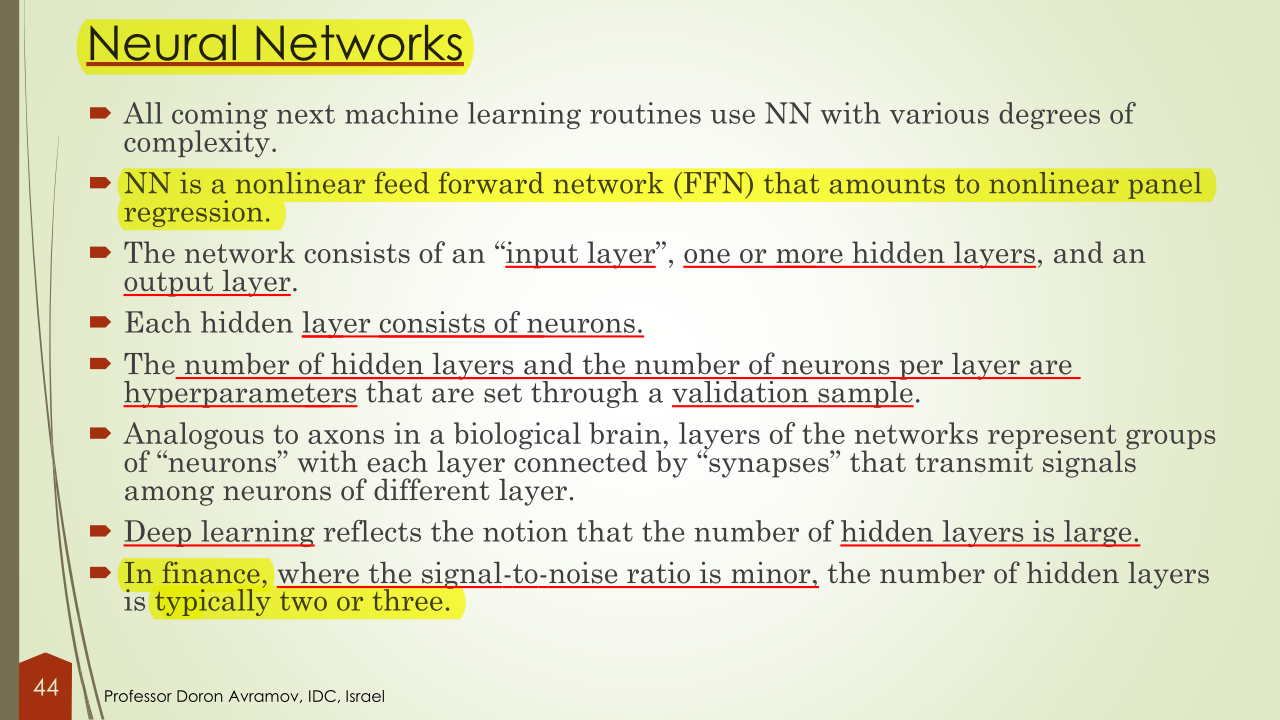 Neural Networks
All coming next machine learning routines use NN with various degrees of
complexity.
NN is a nonlinear feed forward network (FFN) that amounts to nonlinear panel
regression.
The network consists of an “input layer”, one or more hidden layers, and an
output layer.
Each hidden layer consists of neurons.
The number of hidden layers and the number of neurons per layer are
hyperparameters that are set through a validation sample.
Analogous to axons in a biological brain, layers of the networks represent groups
of “neurons” with each layer connected by “synapses” that transmit signals
among neurons of different layer.
Deep learning reflects the notion that the number of hidden layers is large.
In finance, where the signal-to-noise ratio is minor, the number of hidden layers
is typically two or three.
44
Professor Doron Avramov, IDC, Israel